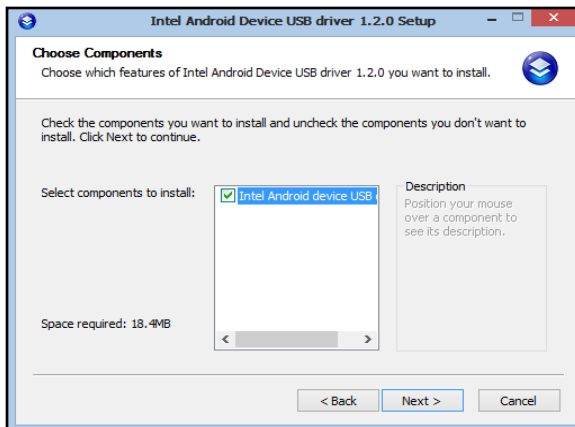 Intel Android Device USB driver 1.2.0 Setup
Choose Components
Choose which features of Intel Android Device USB driver 1.2.0 you want to install.
Check the components you want to install and uncheck the components you don't want to
install. Click Next to continue.
Select components to install:
Intel Android device USB
Description
Position your mouse
over a component to
see its description.
Space required: 18.4MB
< Back
Next >
Cancel